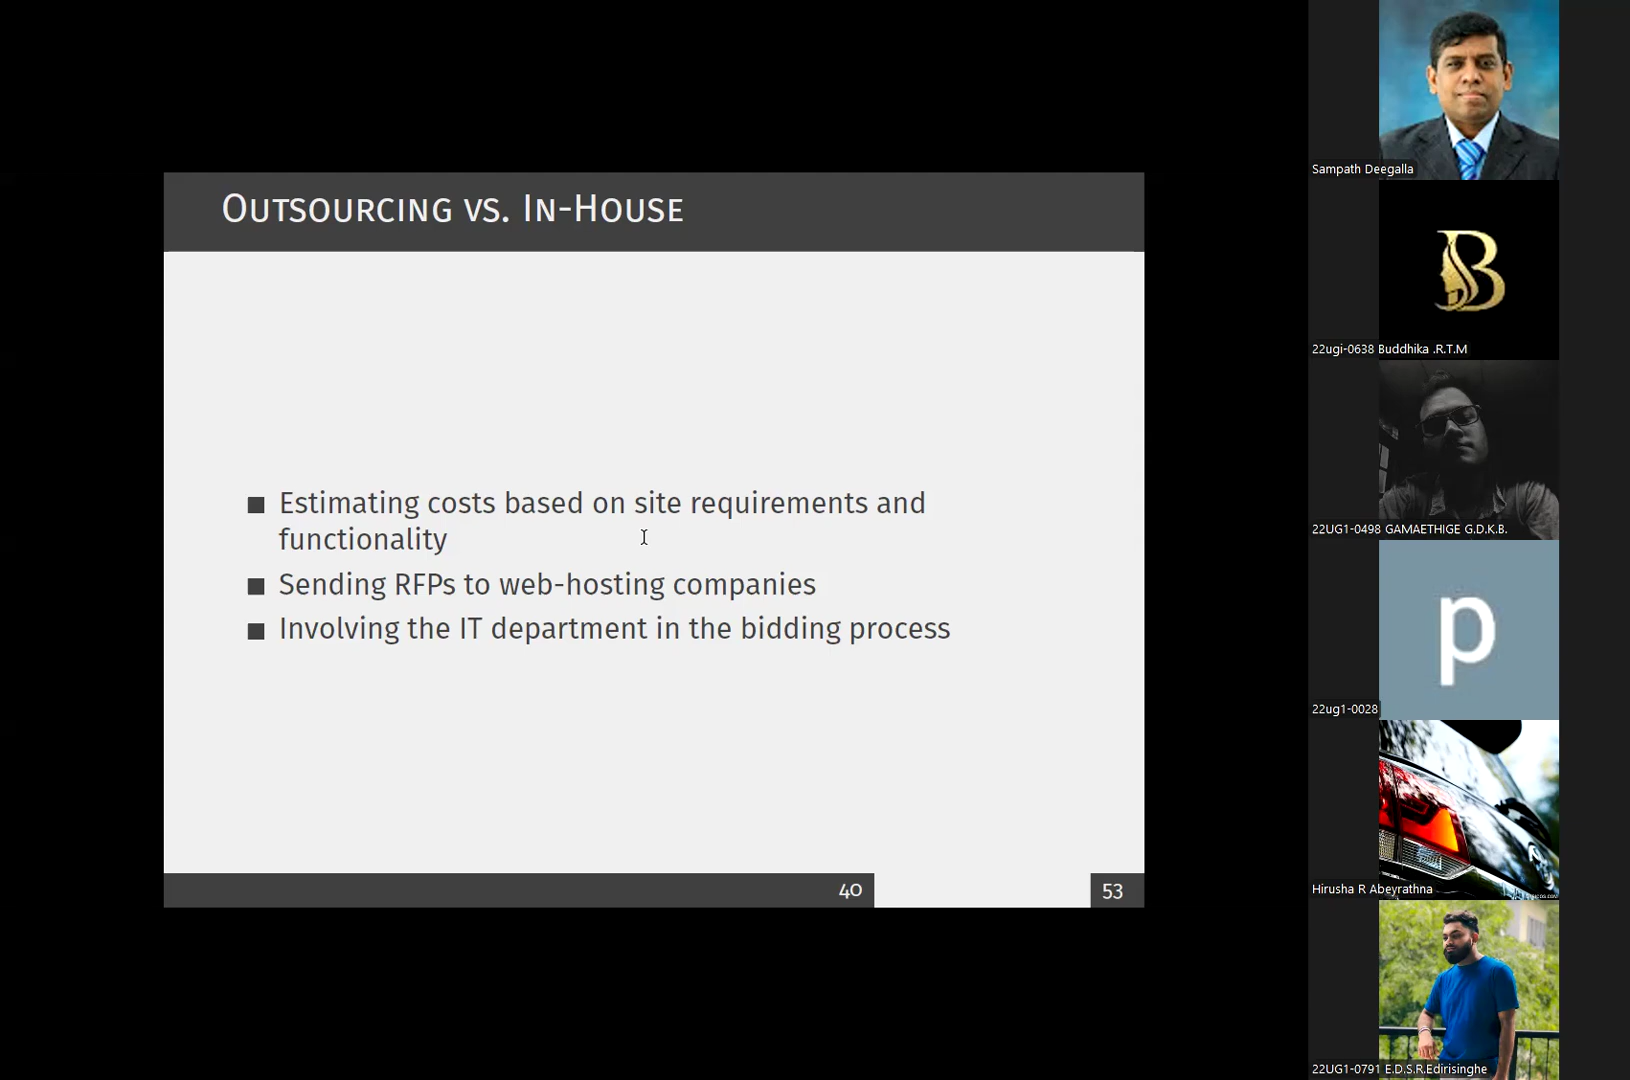 OUTSOURCING VS. IN-HOUSE
■ Estimating costs based on site requirements and
functionality
■ Sending RFPs to web-hosting companies
■ Involving the IT department in the bidding process
40
53
Sampath Deegalla
B
22ugi-0638 Buddhika .R.T.M
22UG1-0498 GAMAETHIGE G.D.K.B.
p
22ug1-0028
Hirusha R Abeyrathna
22UG1-0791 E.D.S.R.Edirisinghe